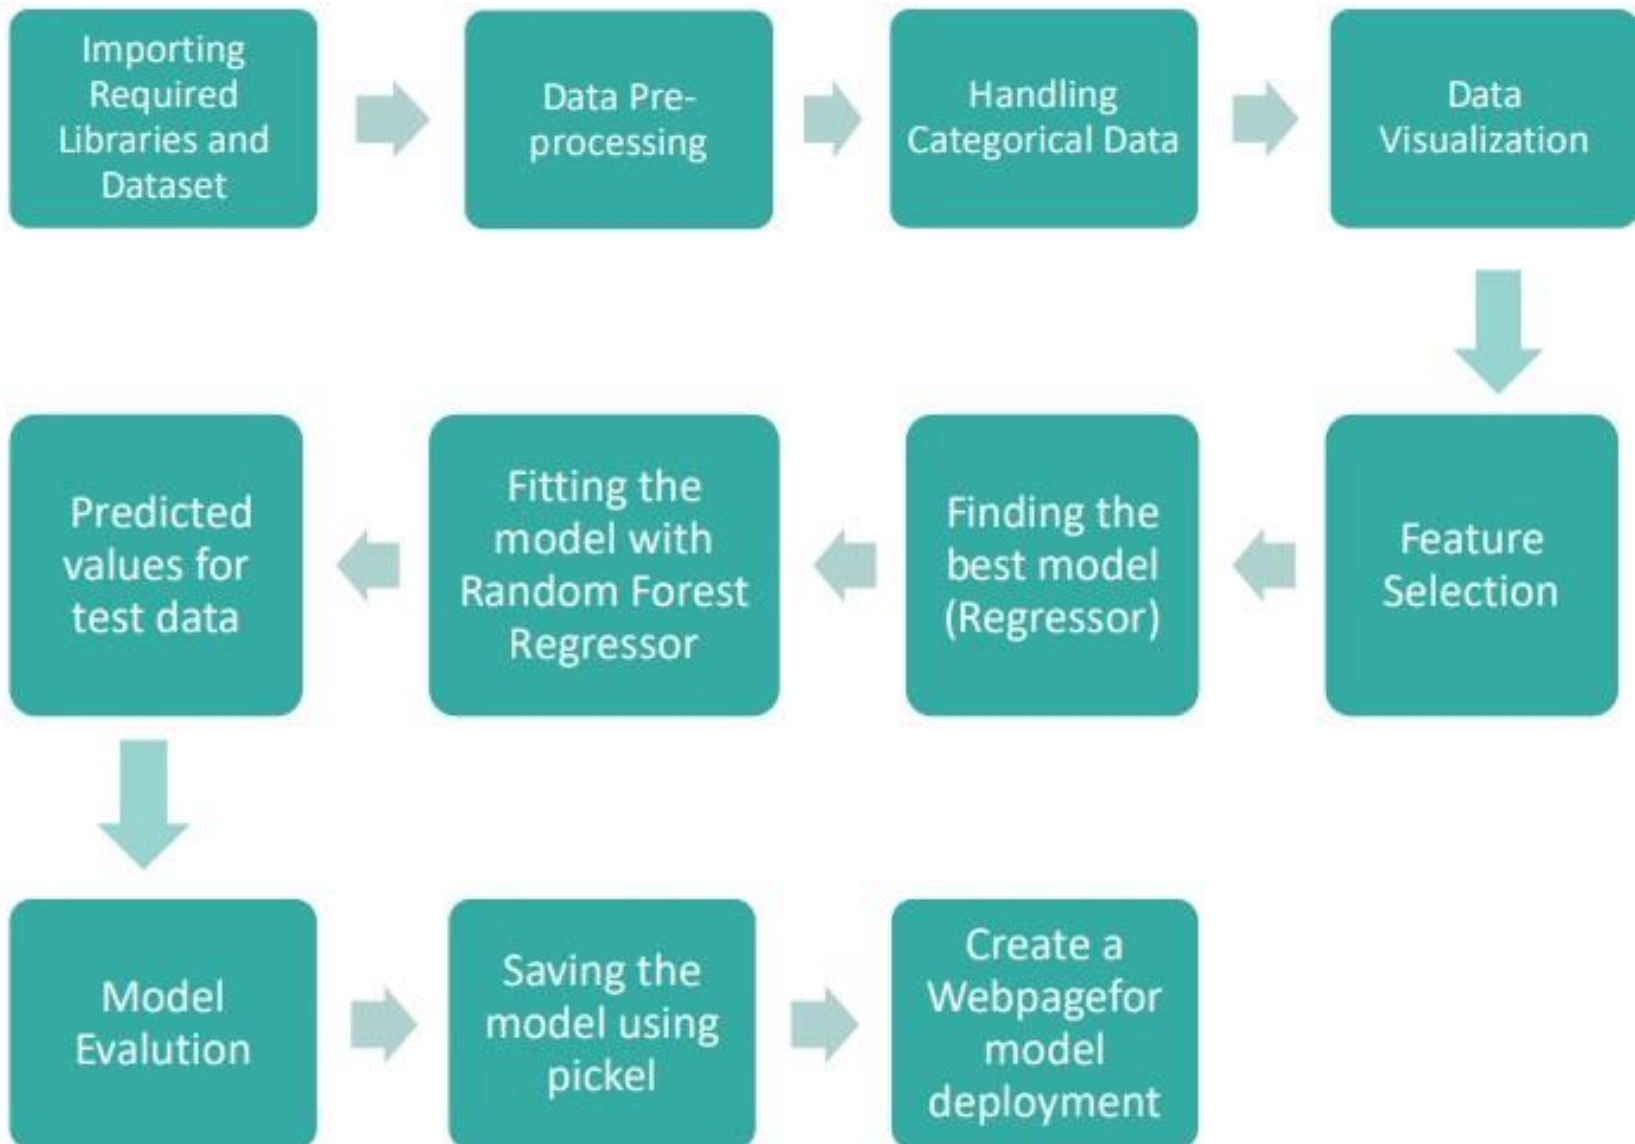 Importing
Required
Libraries and
Dataset
Data Pre-
processing
Handling
Categorical Data
Data
Visualization
Feature
Selection
Finding the
best model
(Regressor)
Fitting the
model with
Random Forest
Regressor
Predicted
values for
test data
Model
Evalution
Saving the
model using
pickel
Create a
Webpagefor
model
deployment